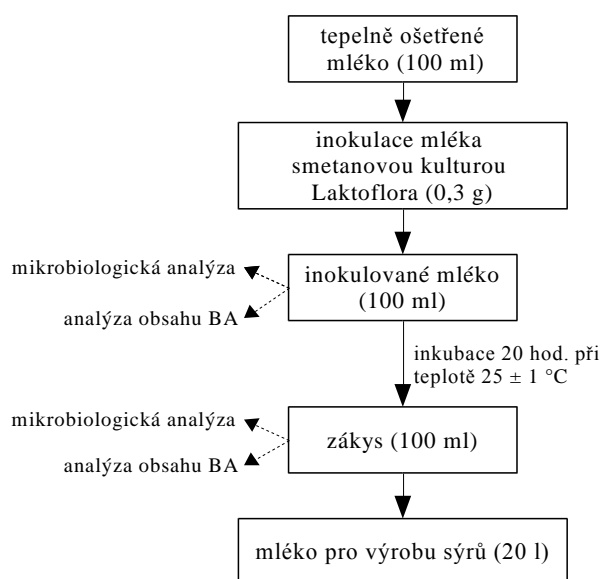 tepelně ošetřené
mléko (100 ml)
inokulace mléka
smetanovou kulturou
Laktoflora (0,3 g)
mikrobiologická analýza
inokulované mléko
(100 ml)
analýza obsahu BA
inkubace 20 hod. při
teplotě 25 ± 1 °C
mikrobiologická analýza
zákys (100 ml)
analýza obsahu BA
mléko pro výrobu sýrů (20 l)